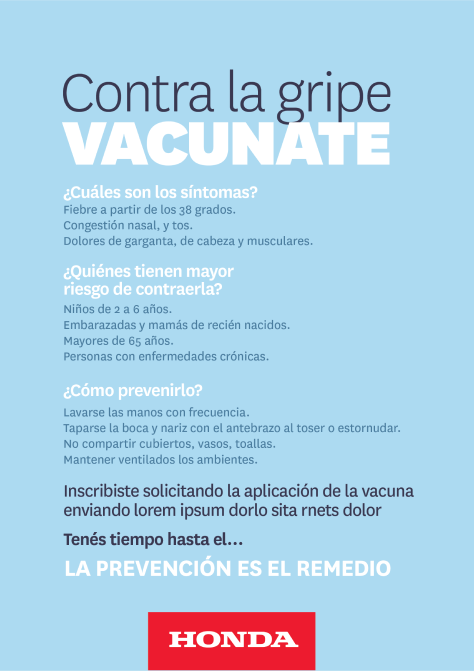 Contra la gripe
VACUNATE
¿Cuáles son los síntomas?
Fiebre a partir de los 38 grados.
Congestión nasal, y tos.
Dolores de garganta, de cabeza y musculares.
¿Quiénes tienen mayor
riesgo de contraerla?
Niños de 2 a 6 años.
Embarazadas y mamás de recién nacidos.
Mayores de 65 años.
Personas con enfermedades crónicas.
¿Cómo prevenirlo?
Lavarse las manos con frecuencia.
Taparse la boca y nariz con el antebrazo al toser o estornudar.
No compartir cubiertos, vasos, toallas.
Mantener ventilados los ambientes.
Inscribiste solicitando la aplicación de la vacuna
enviando lorem ipsum dorlo sita rnets dolor
Tenés tiempo hasta el...
LA PREVENCIÓN ES EL REMEDIO
HONDA